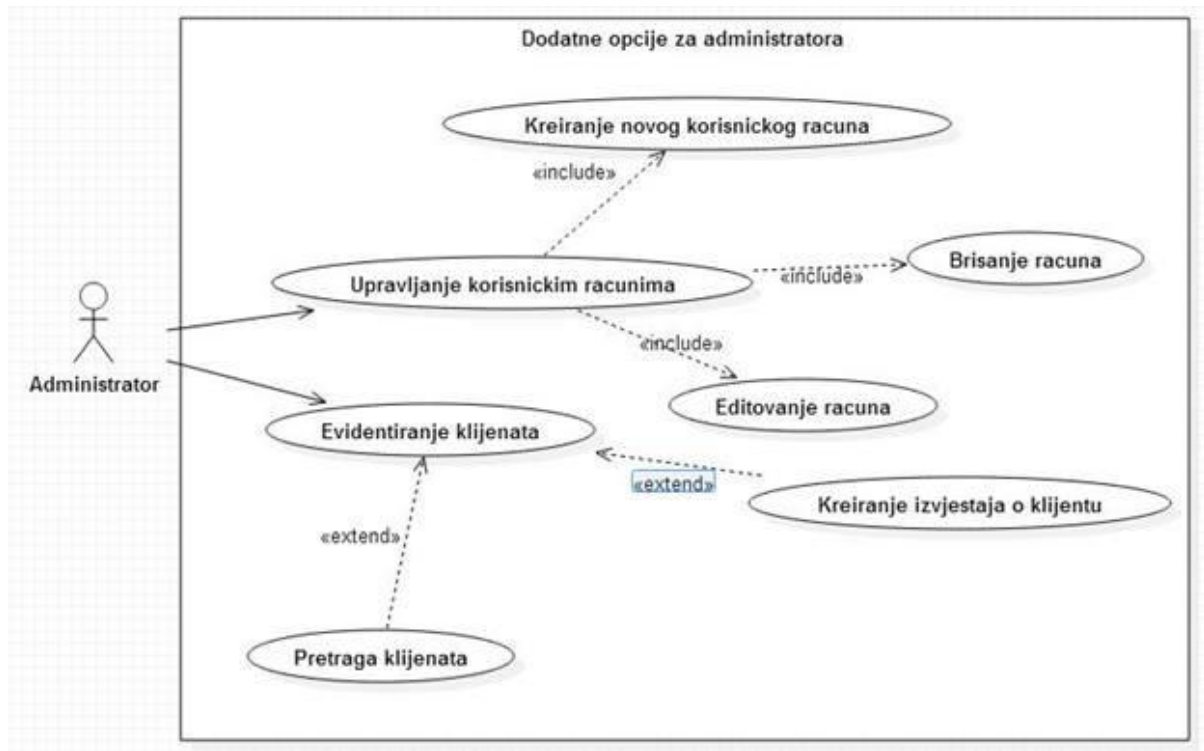 Dodatne opcije za administratora
Kreiranje novog korisnickog racuna
«include»
Brisanje racuna
«include»
Upravljanje korisnickim racunima
«include»
Administrator
Editovanje racuna
Evidentiranje klijenata
«extend»
Kreiranje izvjestaja o klijentu
«extend»
Pretraga klijenata